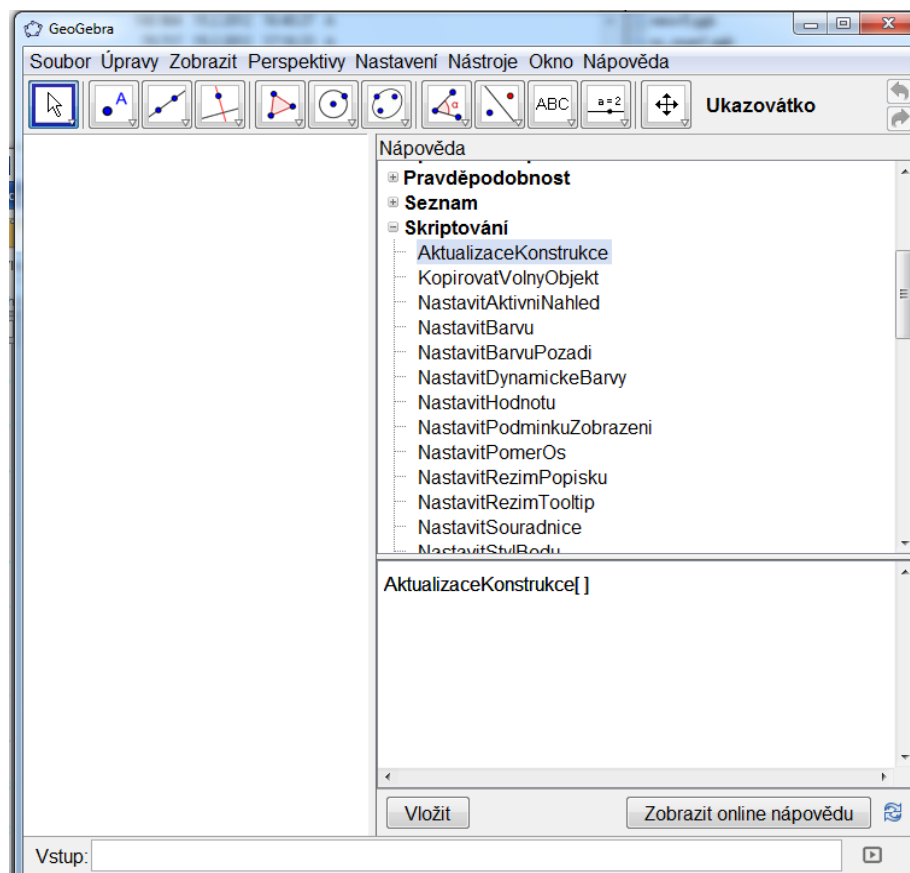 GeoGebra
Soubor Úpravy Zobrazit Perspektivy Nastavení Nástroje Okno Nápověda
A α ABC a=2 Ukazovátko
Nápověda
Pravděpodobnost
Seznam
Skriptování
AktualizaceKonstrukce
KopirovatVolnyObjekt
NastavitAktivniNahled
NastavitBarvu
NastavitBarvuPozadi
NastavitDynamickeBarvy
NastavitHodnotu
NastavitPodminkuZobrazeni
NastavitPomerOs
NastavitRezimPopisku
NastavitRezimTooltip
NastavitSouradnice
NastavitStylBodu
AktualizaceKonstrukce[ ]
Vložit Zobrazit online nápovědu
Vstup: